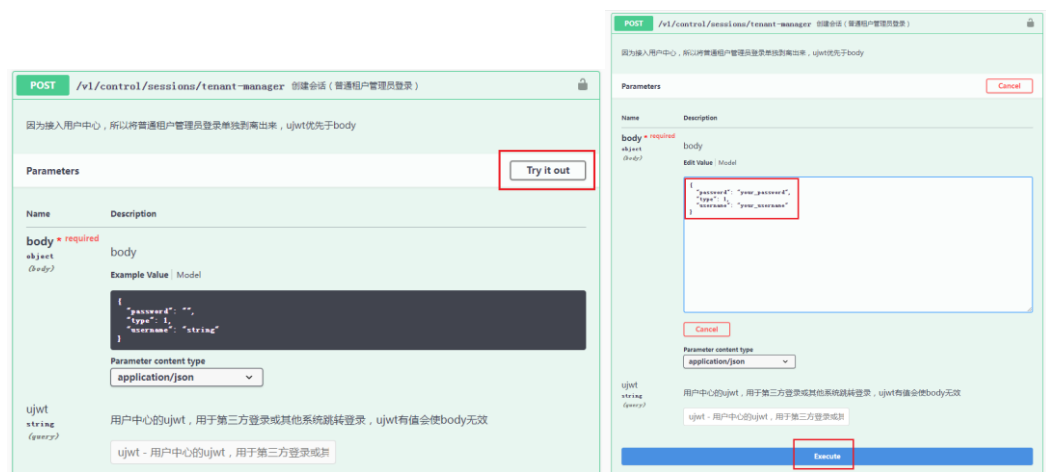 POST /v1/control/sessions/tenant-manager 创建会话（普通租户管理员登录）
因为接入用户中心，所以将普通租户管理员登录单独剥离出来，ujwt优先于body
Parameters
Try it out
Name Description
body * required
object
(body)
body
Example Value | Model
{
"password": "",
"type": 1,
"username": "string"
}
Parameter content type
application/json
ujwt
string
(query)
用户中心的ujwt，用于第三方登录或其他系统跳转登录，ujwt有值会使body无效
ujwt - 用户中心的ujwt，用于第三方登录或其
POST /v1/control/sessions/tenant-manager 创建会话（普通租户管理员登录）
因为接入用户中心，所以将普通租户管理员登录单独剥离出来，ujwt优先于body
Parameters
Cancel
Name Description
body * required
object
(body)
body
Edit Value | Model
{
"password": "your_password",
"type": 1,
"username": "your_username"
}
Cancel
Parameter content type
application/json
ujwt
string
(query)
用户中心的ujwt，用于第三方登录或其他系统跳转登录，ujwt有值会使body无效
ujwt - 用户中心的ujwt，用于第三方登录或其
Execute